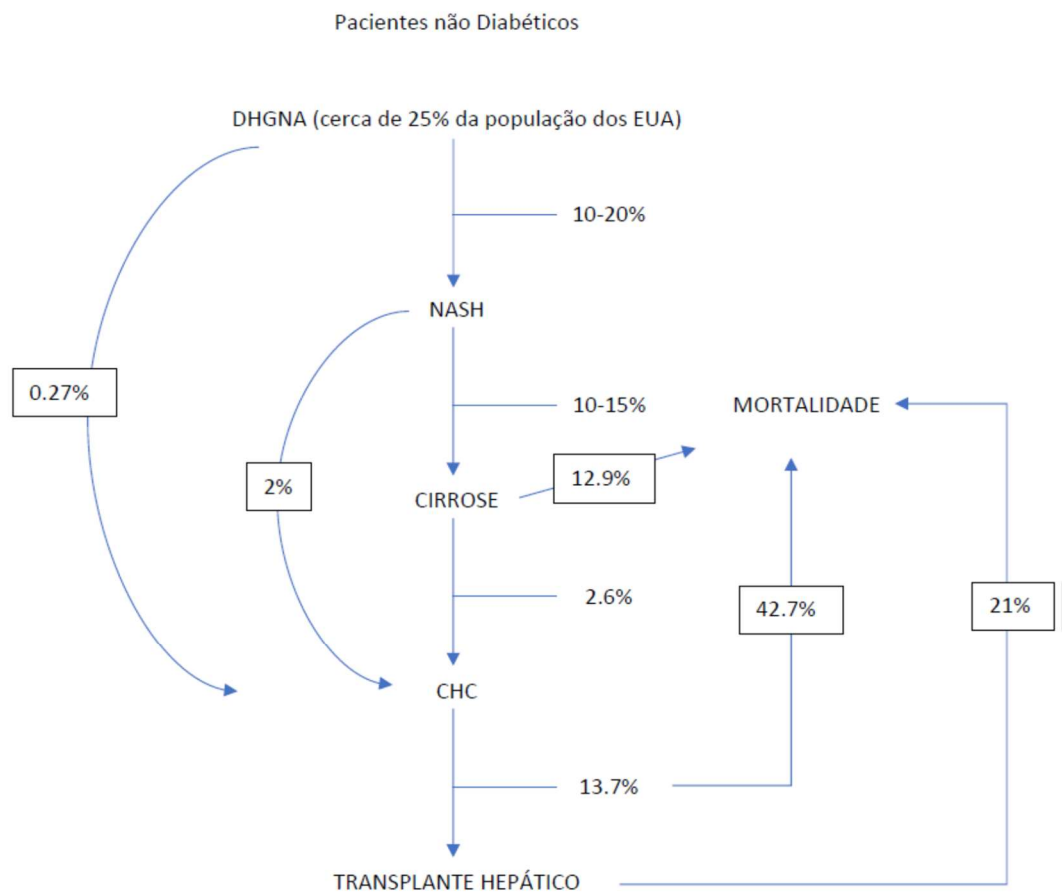 Pacientes não Diabéticos
DHGNA (cerca de 25% da população dos EUA)
10-20%
NASH
0.27%
10-15%
MORTALIDADE
2%
12.9%
CIRROSE
2.6%
42.7%
21%
CHC
13.7%
TRANSPLANTE HEPÁTICO